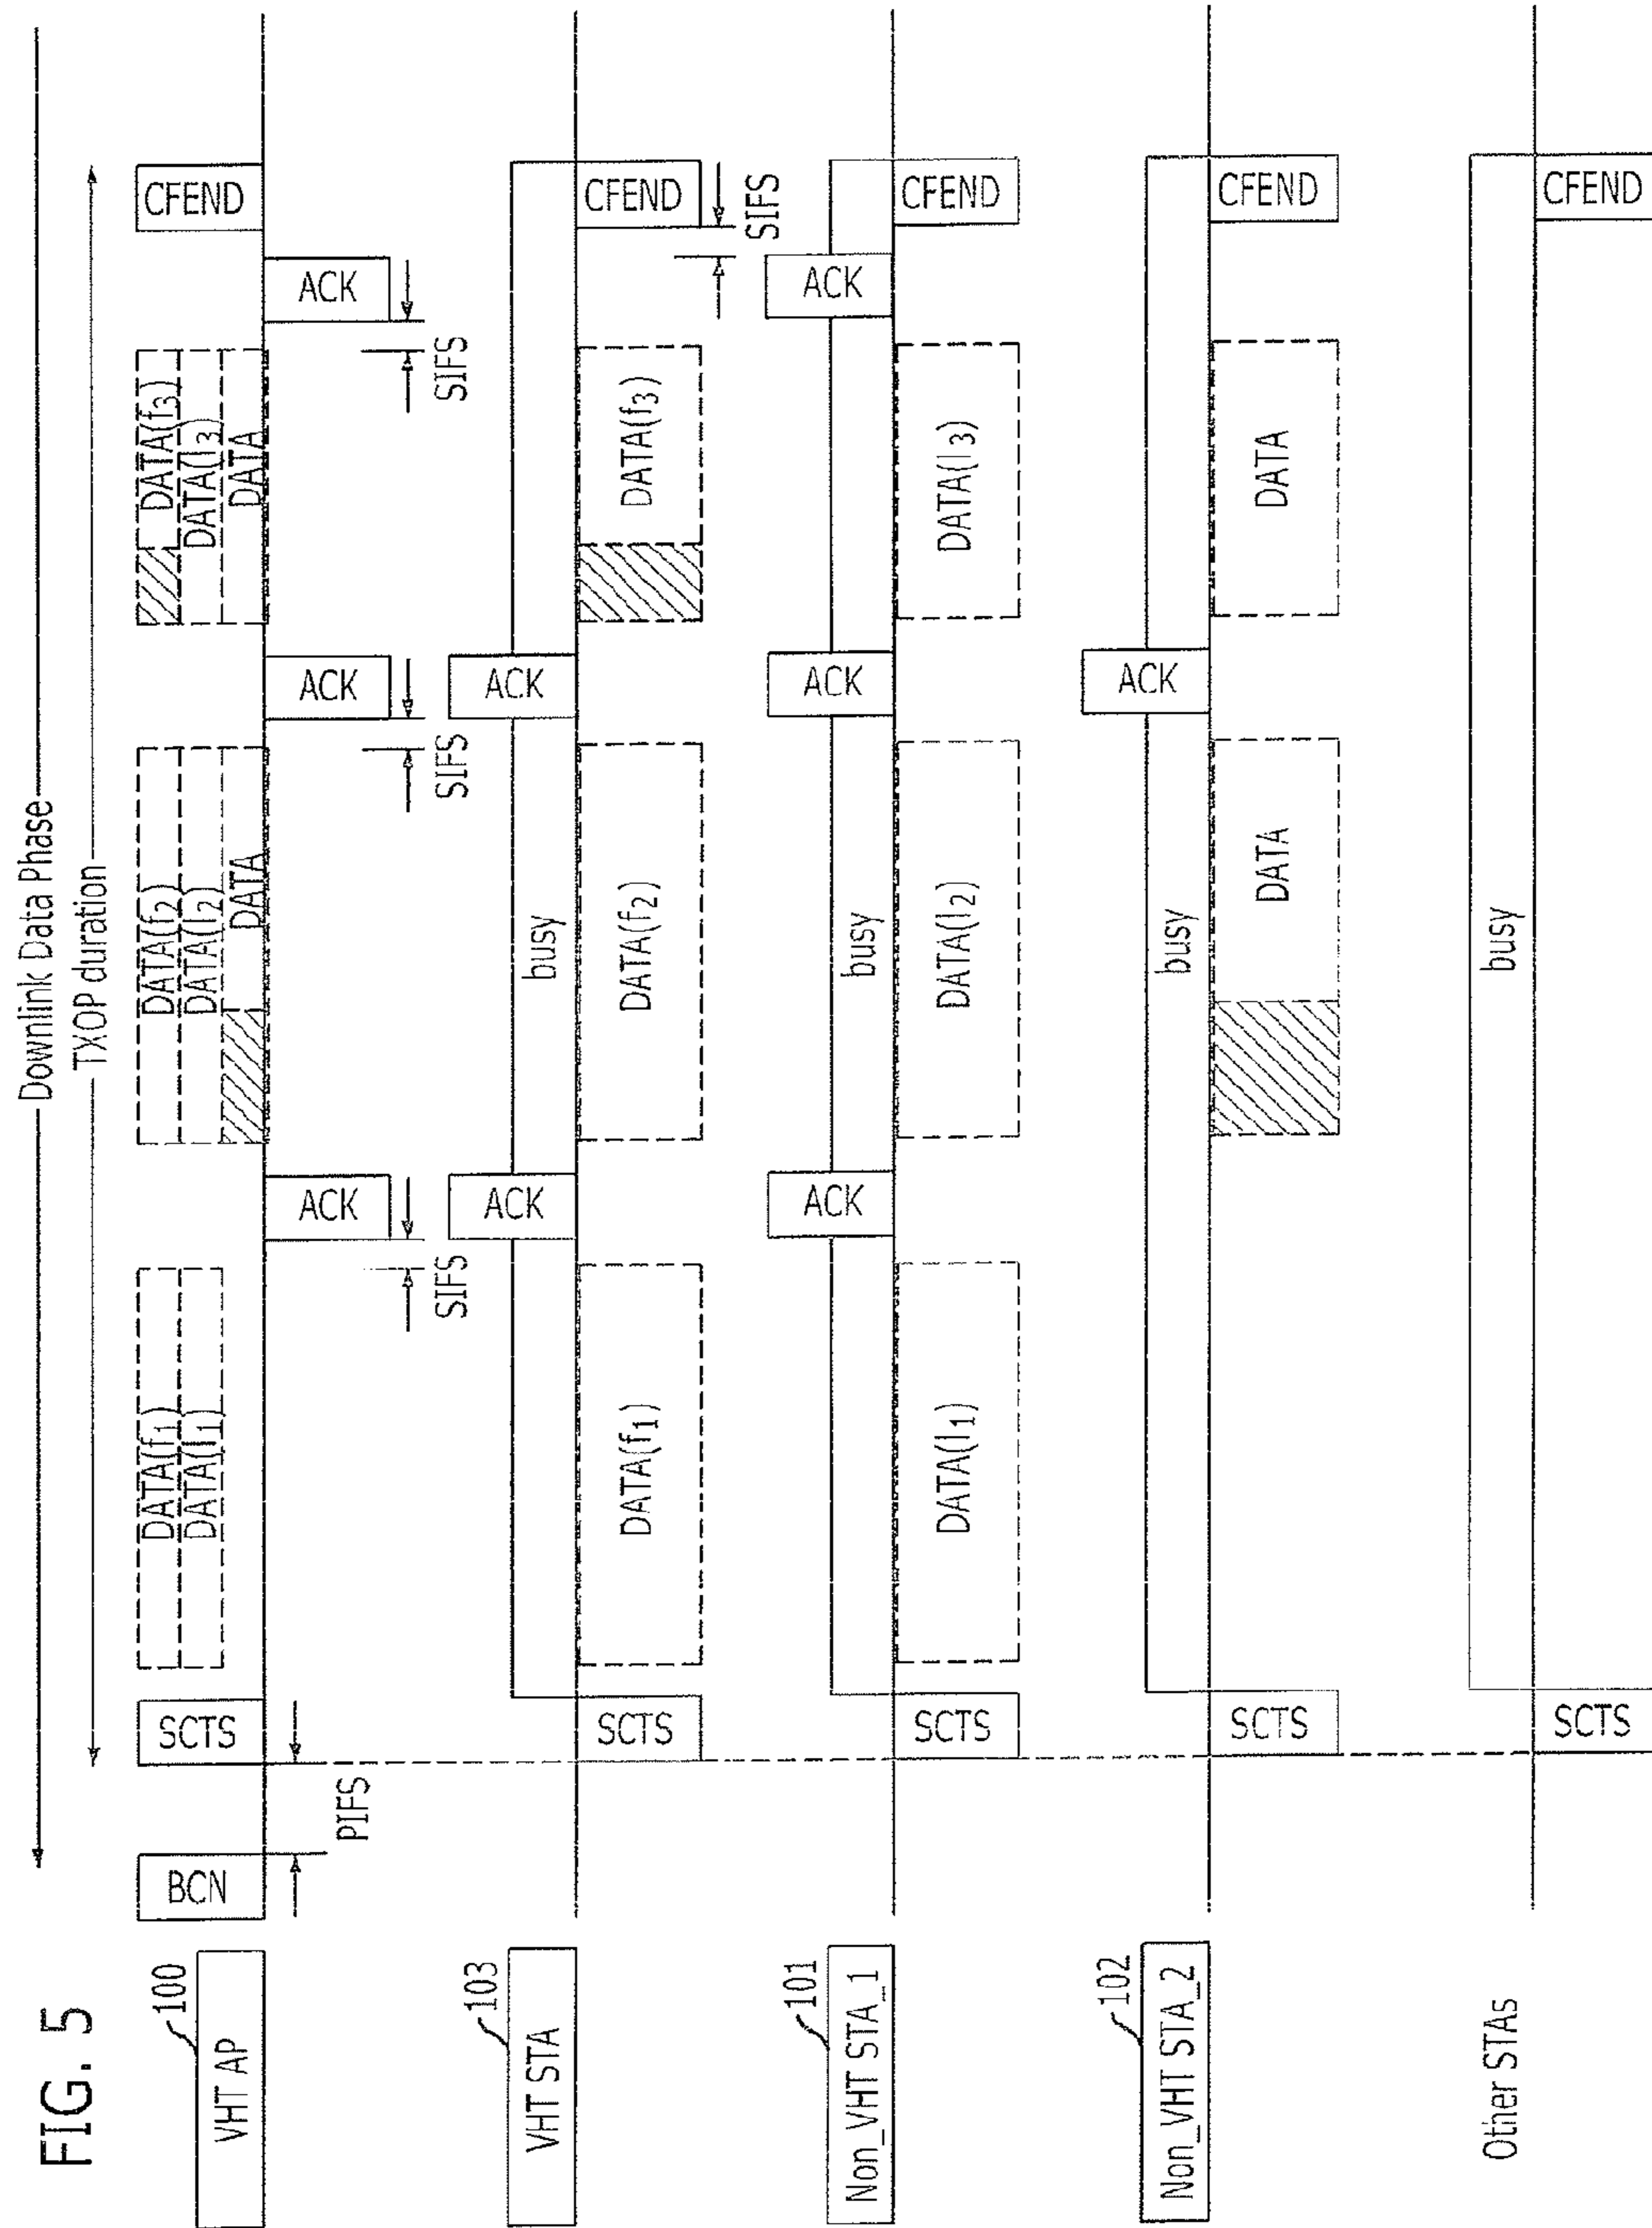 FIG. 5
Downlink Data Phase
TXOP duration
100
VHT AP
BCN
PIFS
SCTS
DATA(f1)
DATA(l1)
SIFS
ACK
DATA(f2)
DATA(l2)
DATA
SIFS
ACK
DATA(f3)
DATA(l3)
DATA
SIFS
ACK
CFEND
103
VHT STA
SCTS
DATA(f1)
ACK
busy
DATA(f2)
ACK
DATA(f3)
SIFS
CFEND
101
Non_VHT STA_1
SCTS
DATA(l1)
ACK
busy
DATA(l2)
ACK
DATA(l3)
ACK
CFEND
102
Non_VHT STA_2
SCTS
busy
DATA
ACK
DATA
CFEND
Other STAs
SCTS
busy
CFEND